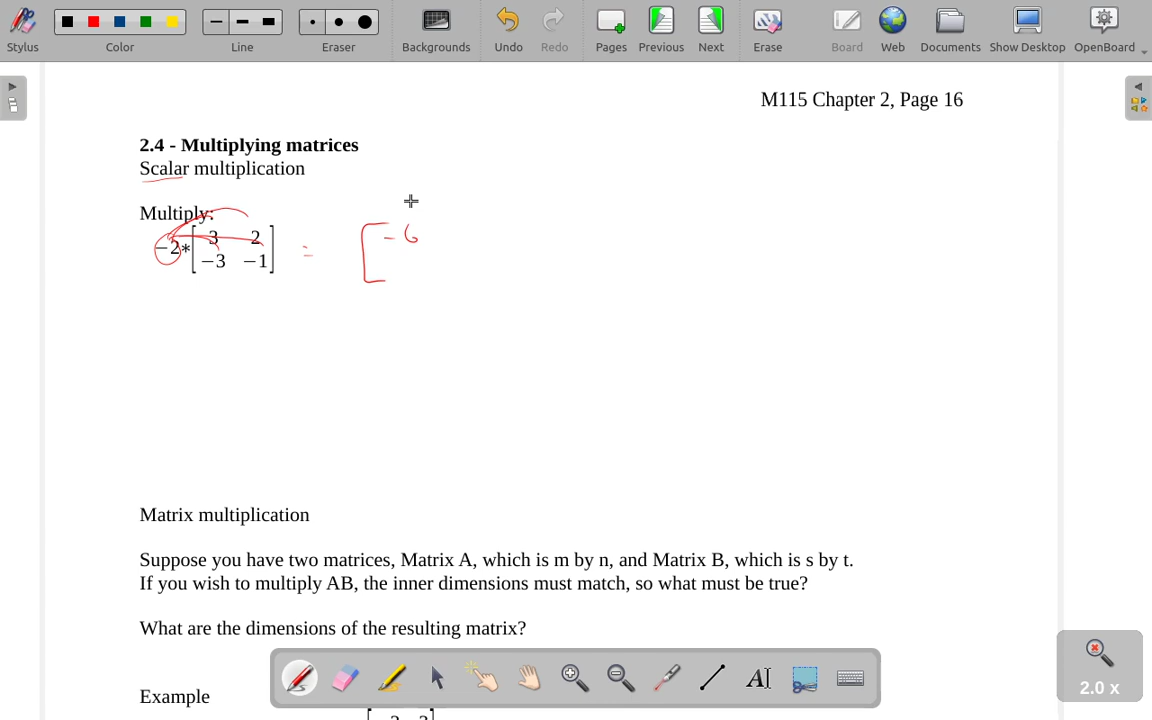 Stylus Color Line Eraser Backgrounds Undo Redo Pages Previous Next Erase Board Web Documents Show Desktop OpenBoard
M115 Chapter 2, Page 16
2.4 - Multiplying matrices
Scalar multiplication
Multiply:
−2*[3 2 = [-6
−3 −1]
Matrix multiplication
Suppose you have two matrices, Matrix A, which is m by n, and Matrix B, which is s by t.
If you wish to multiply AB, the inner dimensions must match, so what must be true?
What are the dimensions of the resulting matrix?
Example
2.0 x